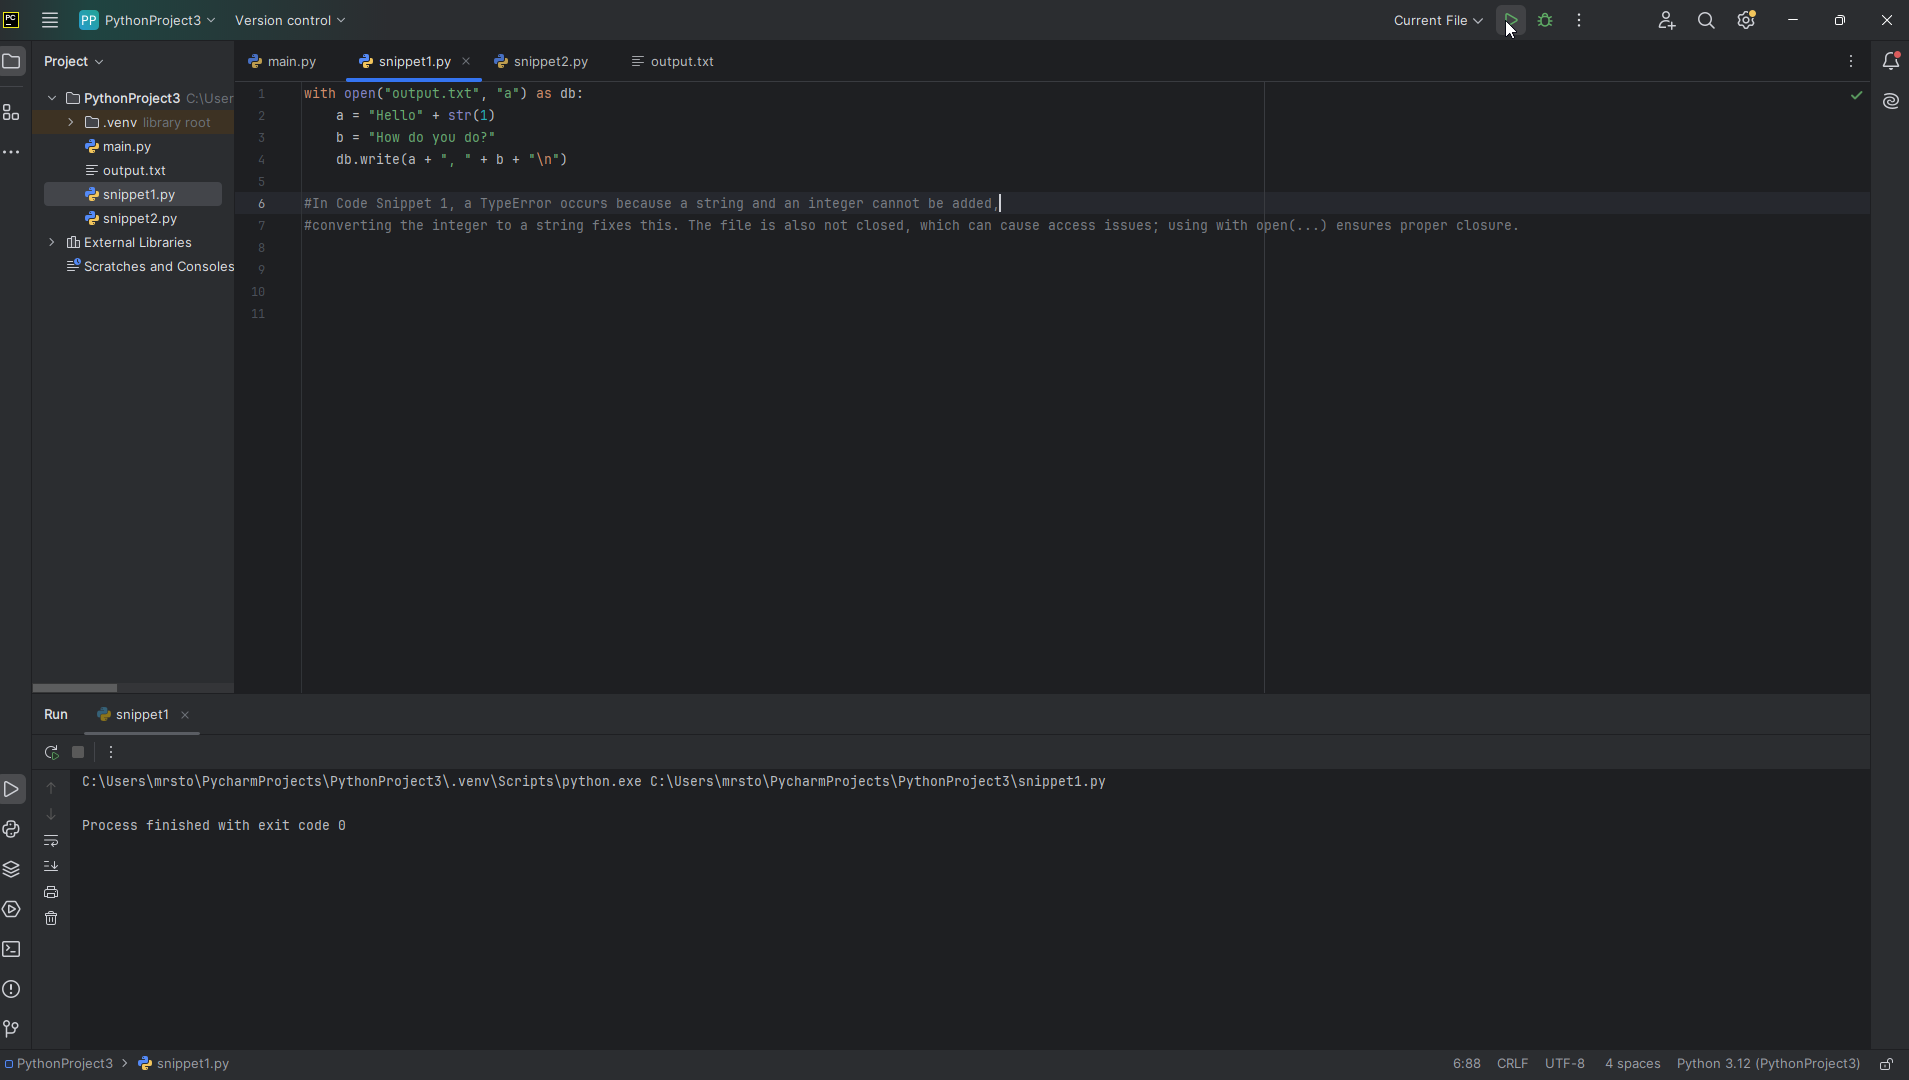 PC
PP PythonProject3 Version control Current File
Project
main.py snippet1.py snippet2.py output.txt
PythonProject3 C:\User
.venv library root
main.py
output.txt
snippet1.py
snippet2.py
External Libraries
Scratches and Consoles
1 with open("output.txt", "a") as db:
2 a = "Hello" + str(1)
3 b = "How do you do?"
4 db.write(a + ", " + b + "\n")
5
6 #In Code Snippet 1, a TypeError occurs because a string and an integer cannot be added,
7 #converting the integer to a string fixes this. The file is also not closed, which can cause access issues; using with open(...) ensures proper closure.
8
9
10
11
Run snippet1
C:\Users\mrsto\PycharmProjects\PythonProject3\.venv\Scripts\python.exe C:\Users\mrsto\PycharmProjects\PythonProject3\snippet1.py
Process finished with exit code 0
PythonProject3 > snippet1.py 6:88 CRLF UTF-8 4 spaces Python 3.12 (PythonProject3)